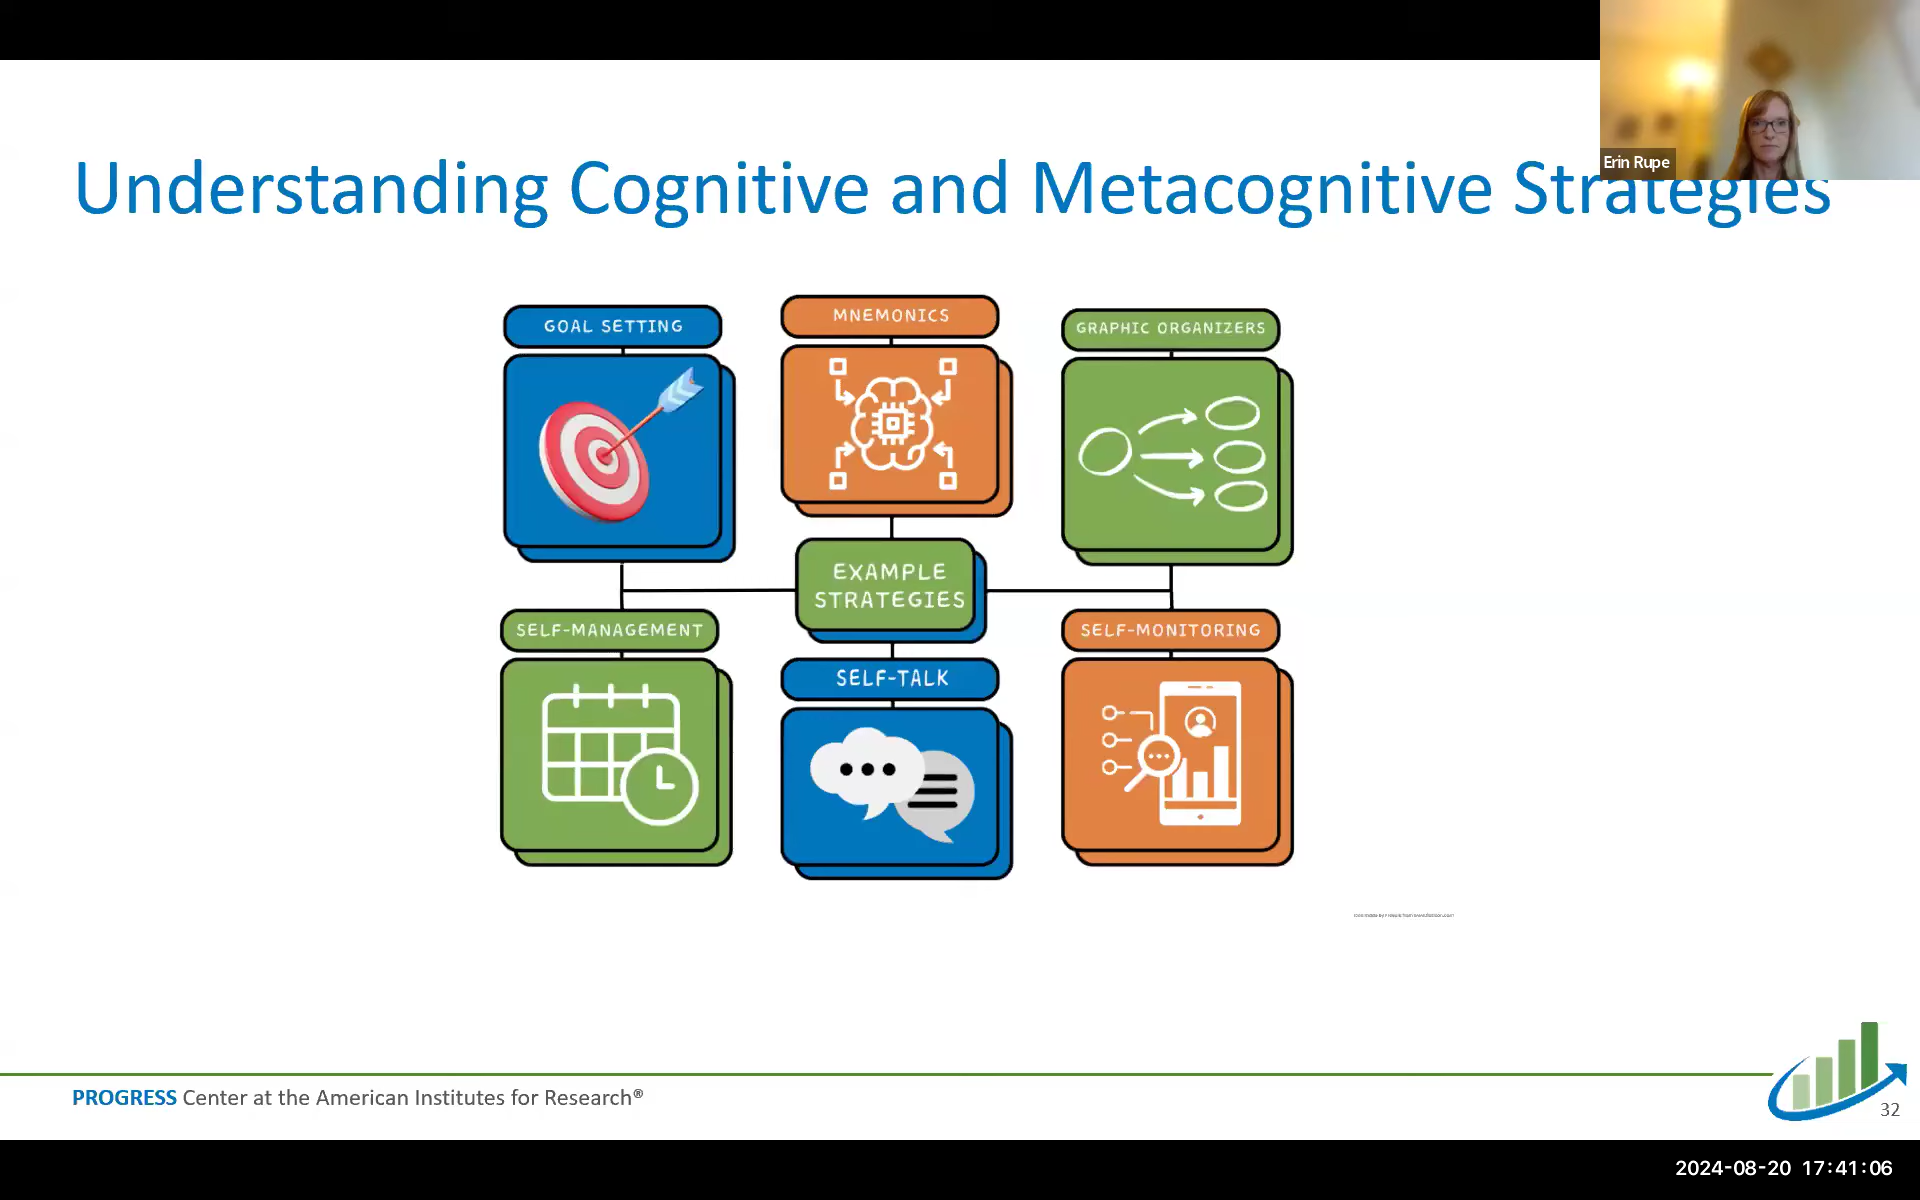 Erin Rupe
Understanding Cognitive and Metacognitive Strategies
GOAL SETTING
MNEMONICS
GRAPHIC ORGANIZERS
EXAMPLE
STRATEGIES
SELF-MANAGEMENT
SELF-TALK
SELF-MONITORING
PROGRESS Center at the American Institutes for Research®
32
2024-08-20 17:41:06